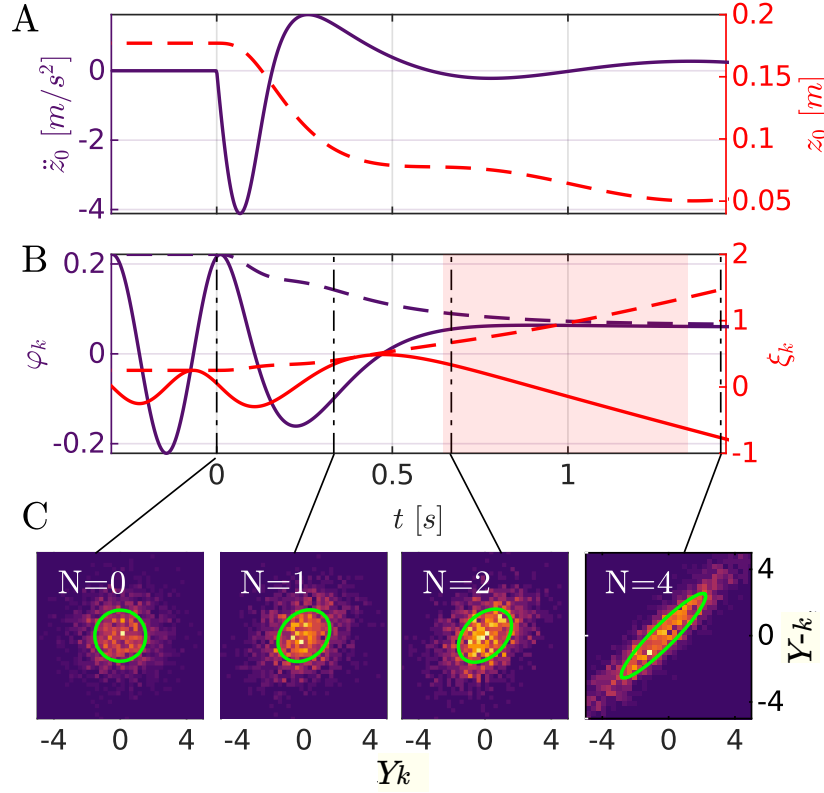 A
z̈₀ [m/s²]
0
-2
-4
0.2
0.15
0.1
0.05
z₀ [m]
B
φₖ
0.2
0
-0.2
2
1
0
-1
ξₖ
0 0.5 1
t [s]
C
N=0 N=1 N=2 N=4
4
0
-4
Y-k
-4 0 4 -4 0 4 -4 0 4 -4 0 4
Yk